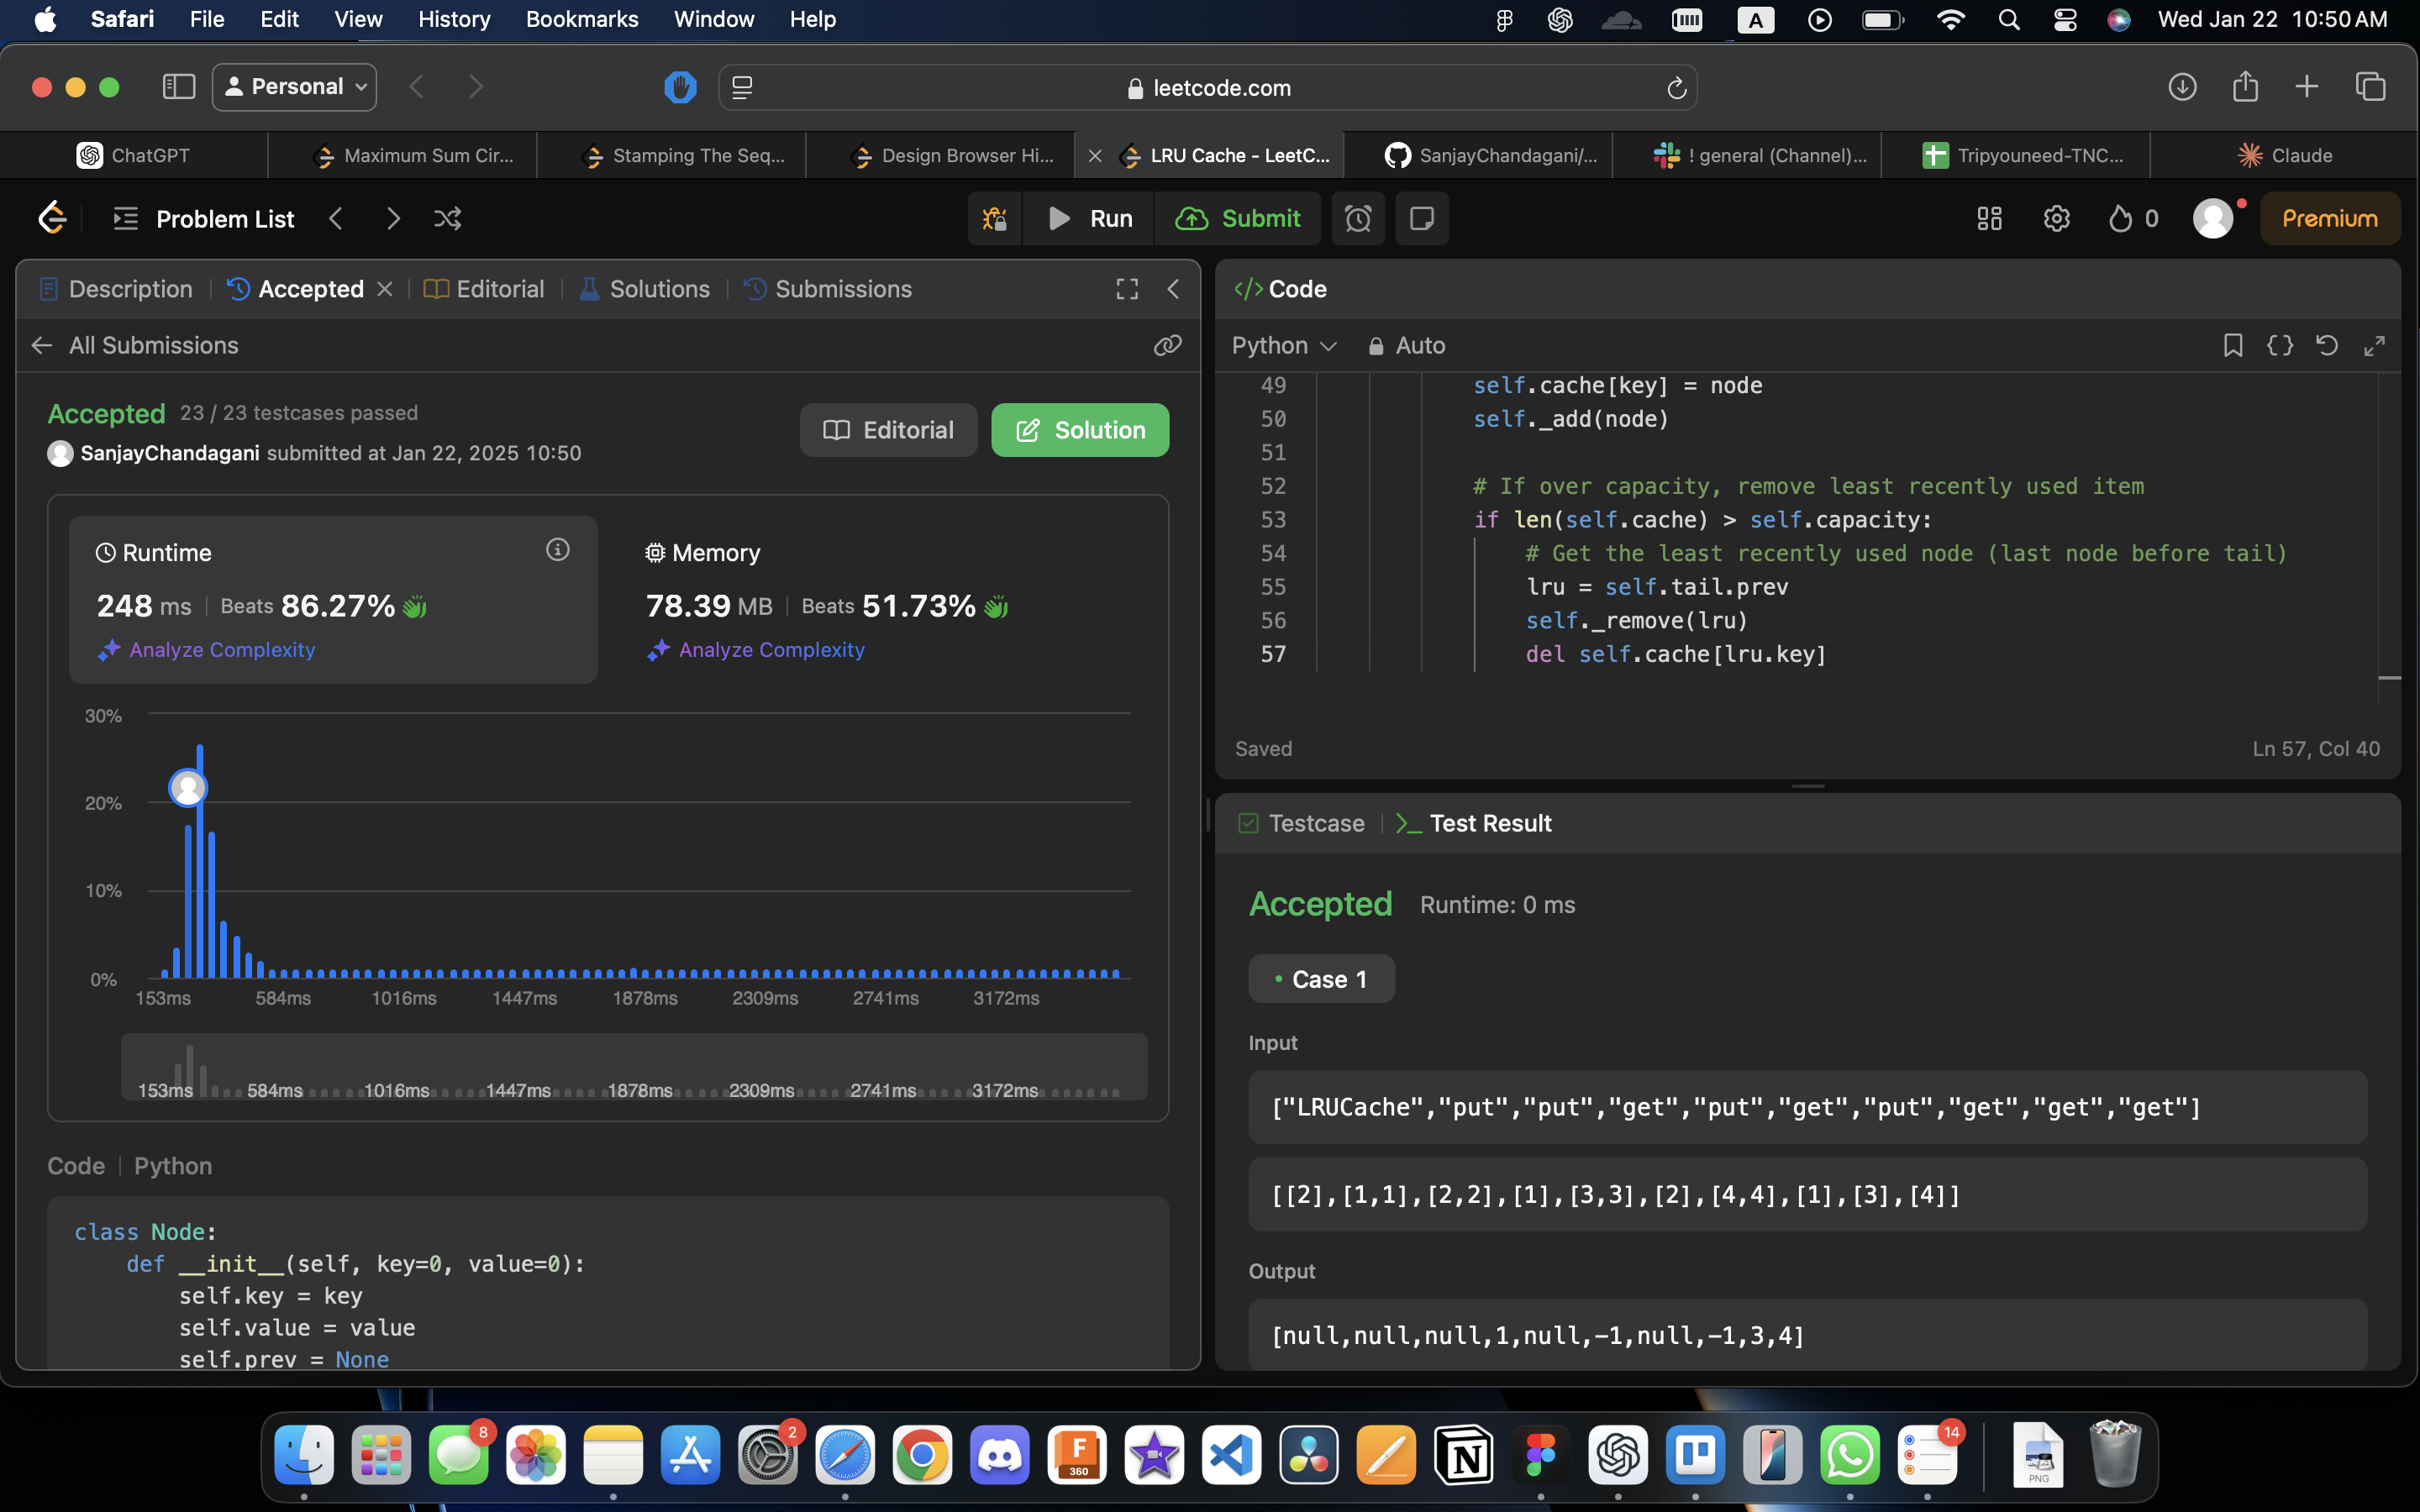 Safari File Edit View History Bookmarks Window Help A Wed Jan 22 10:50 AM
Personal leetcode.com
ChatGPT Maximum Sum Cir... Stamping The Seq... Design Browser Hi... LRU Cache - LeetC... SanjayChandagani/... ! general (Channel)... Tripyouneed-TNC... Claude
Problem List Run Submit 0 Premium
Description Accepted Editorial Solutions Submissions
All Submissions
Accepted 23 / 23 testcases passed
Editorial Solution
SanjayChandagani submitted at Jan 22, 2025 10:50
Runtime
248 ms Beats 86.27%
Analyze Complexity
Memory
78.39 MB Beats 51.73%
Analyze Complexity
30%
20%
10%
0%
153ms 584ms 1016ms 1447ms 1878ms 2309ms 2741ms 3172ms
153ms 584ms 1016ms 1447ms 1878ms 2309ms 2741ms 3172ms
Code Python
class Node:
def __init__(self, key=0, value=0):
self.key = key
self.value = value
self.prev = None
</> Code
Python Auto
49 self.cache[key] = node
50 self._add(node)
51
52 # If over capacity, remove least recently used item
53 if len(self.cache) > self.capacity:
54 # Get the least recently used node (last node before tail)
55 lru = self.tail.prev
56 self._remove(lru)
57 del self.cache[lru.key]
Saved Ln 57, Col 40
Testcase >_ Test Result
Accepted Runtime: 0 ms
• Case 1
Input
["LRUCache","put","put","get","put","get","put","get","get","get"]
[[2],[1,1],[2,2],[1],[3,3],[2],[4,4],[1],[3],[4]]
Output
[null,null,null,1,null,-1,null,-1,3,4]
8 2 F 360 N 14 PNG